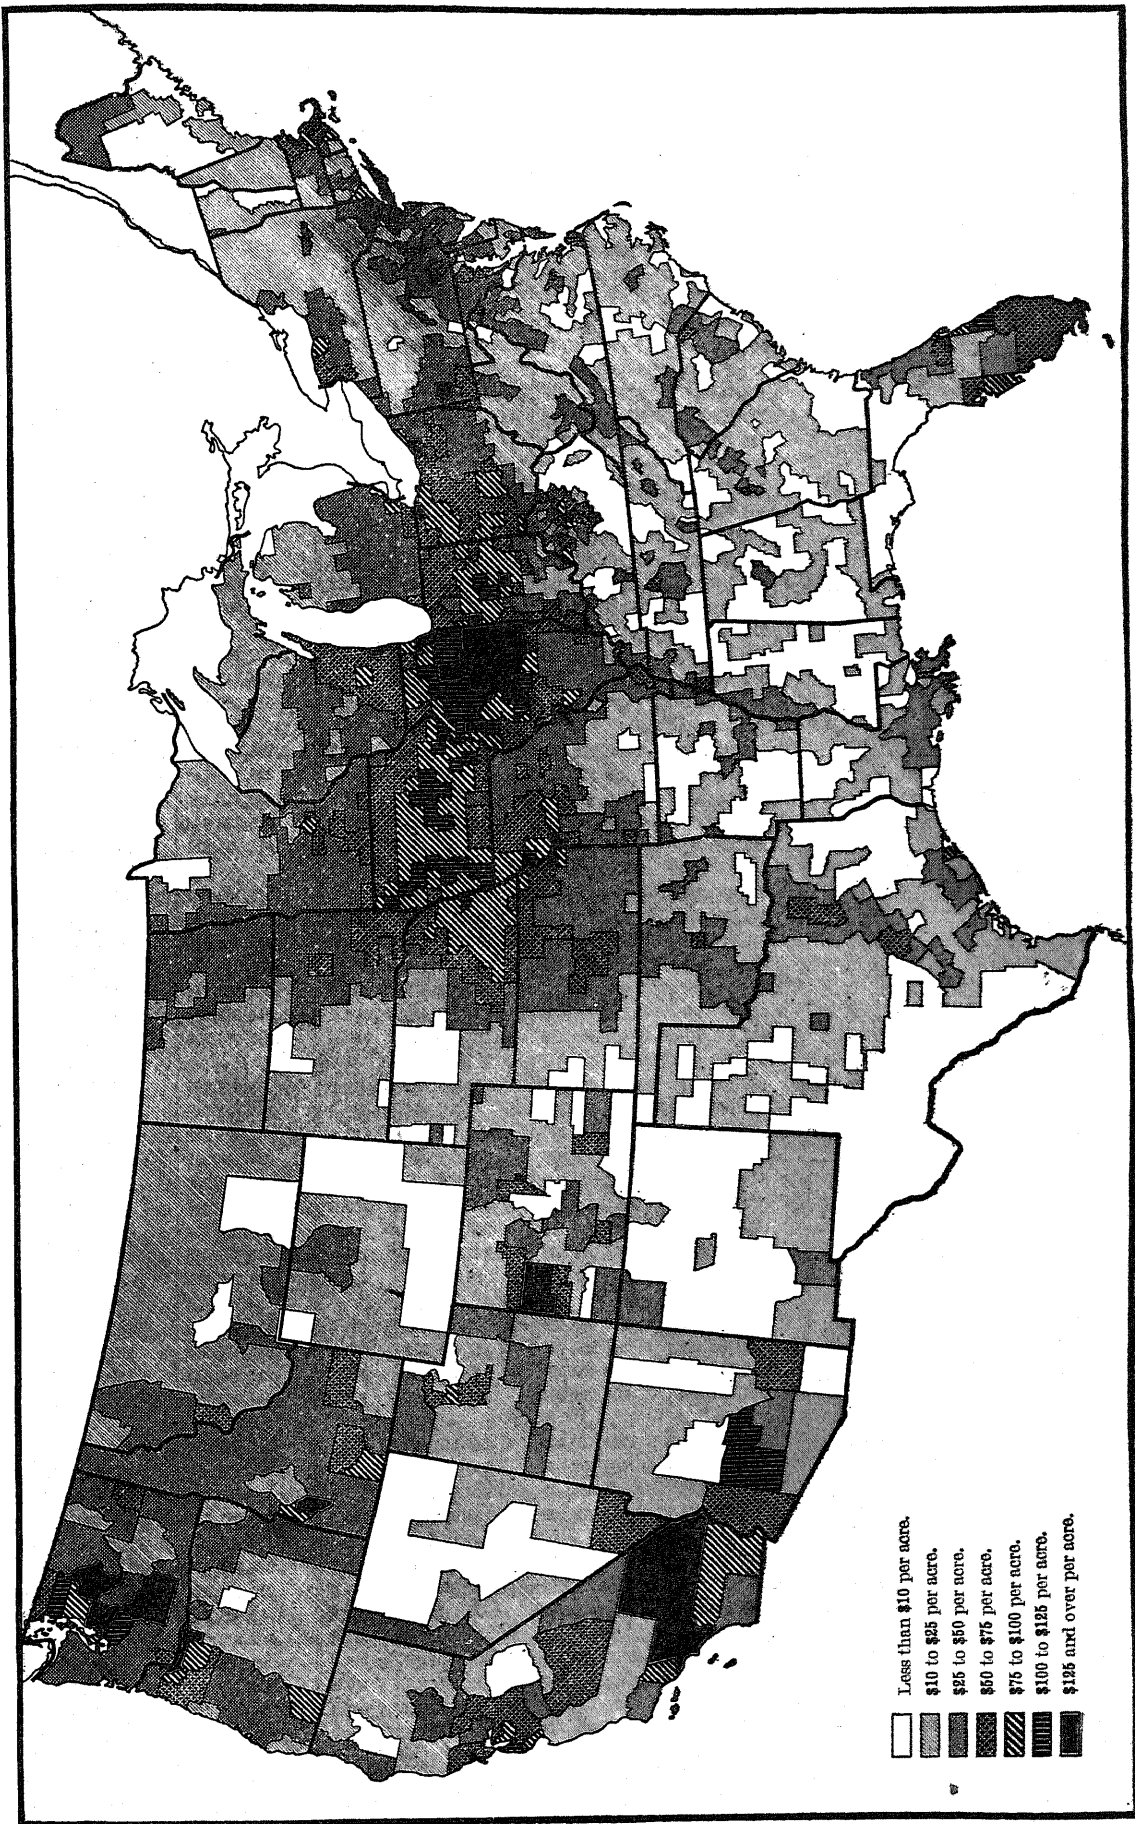 Less than $10 per acre.
$10 to $25 per acre.
$25 to $50 per acre.
$50 to $75 per acre.
$75 to $100 per acre.
$100 to $125 per acre.
$125 and over per acre.